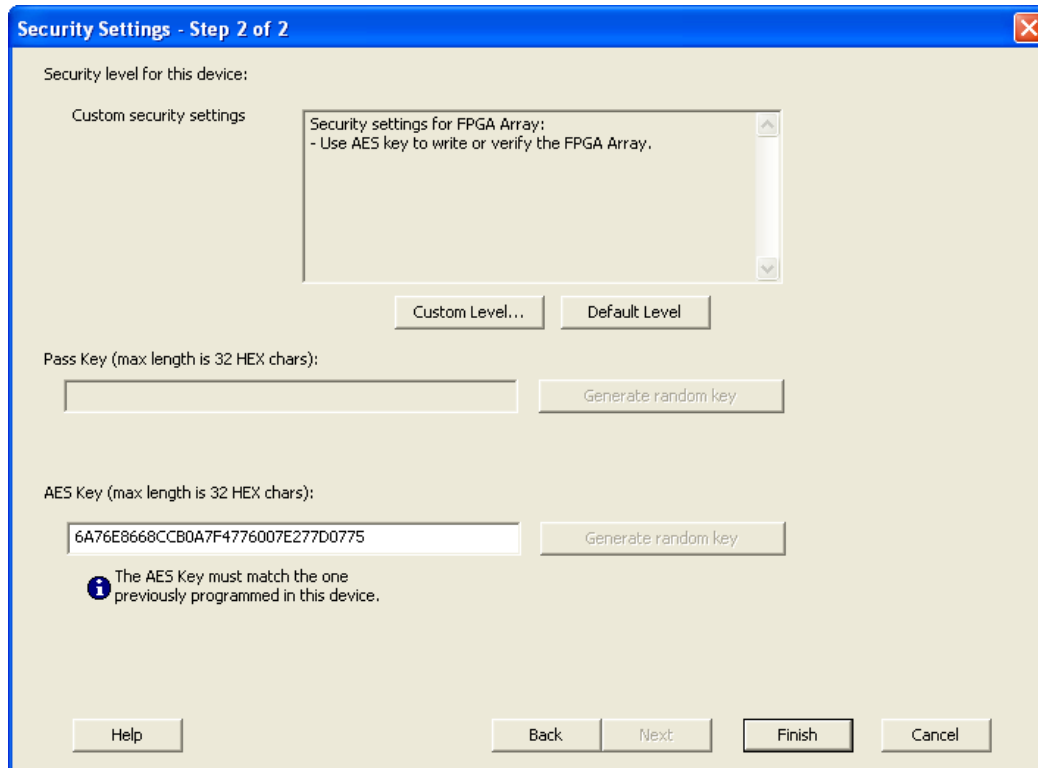 Security Settings - Step 2 of 2
Security level for this device:
Custom security settings
Security settings for FPGA Array:
- Use AES key to write or verify the FPGA Array.
Custom Level...
Default Level
Pass Key (max length is 32 HEX chars):
Generate random key
AES Key (max length is 32 HEX chars):
6A76E8668CCB0A7F4776007E277D0775
Generate random key
The AES Key must match the one
previously programmed in this device.
Help
Back
Next
Finish
Cancel